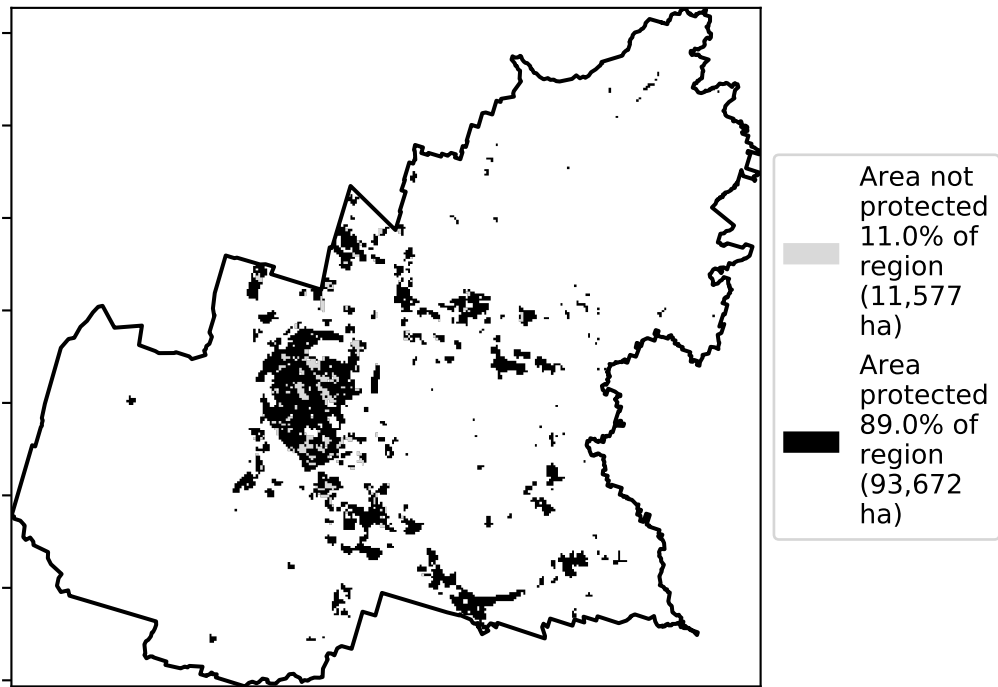 Area not
protected
11.0% of
region
(11,577
ha)
Area
protected
89.0% of
region
(93,672
ha)